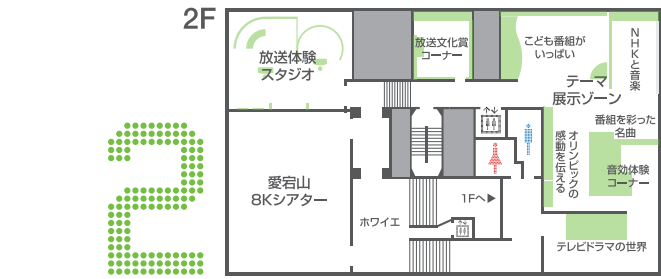 2F
2
放送体験
スタジオ
放送文化賞
コーナー
こども番組が
いっぱい
NHKと音楽
テーマ
展示ゾーン
番組を彩った
名曲
オリンピックの
感動を伝える
音効体験
コーナー
愛宕山
8Kシアター
1Fへ▶
ホワイエ
テレビドラマの世界